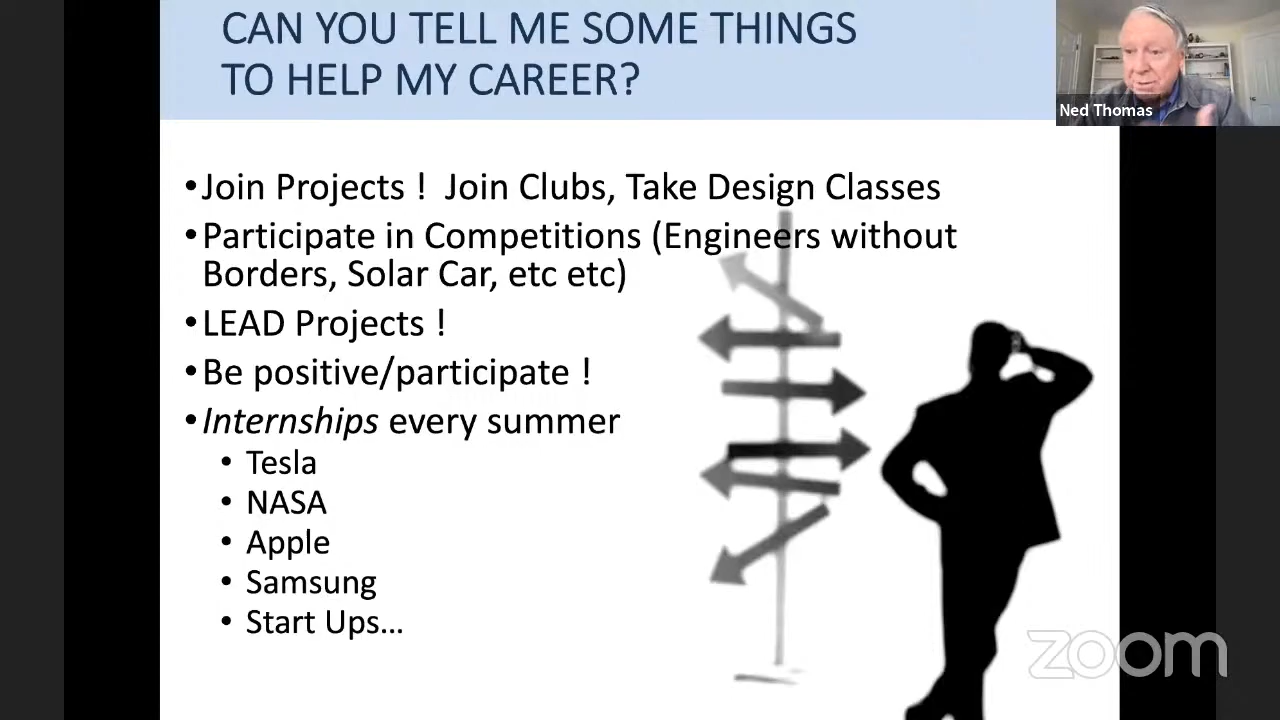 CAN YOU TELL ME SOME THINGS
TO HELP MY CAREER?
Ned Thomas
•Join Projects ! Join Clubs, Take Design Classes
•Participate in Competitions (Engineers without
Borders, Solar Car, etc etc)
•LEAD Projects !
•Be positive/participate !
•Internships every summer
• Tesla
• NASA
• Apple
• Samsung
• Start Ups…
zoom